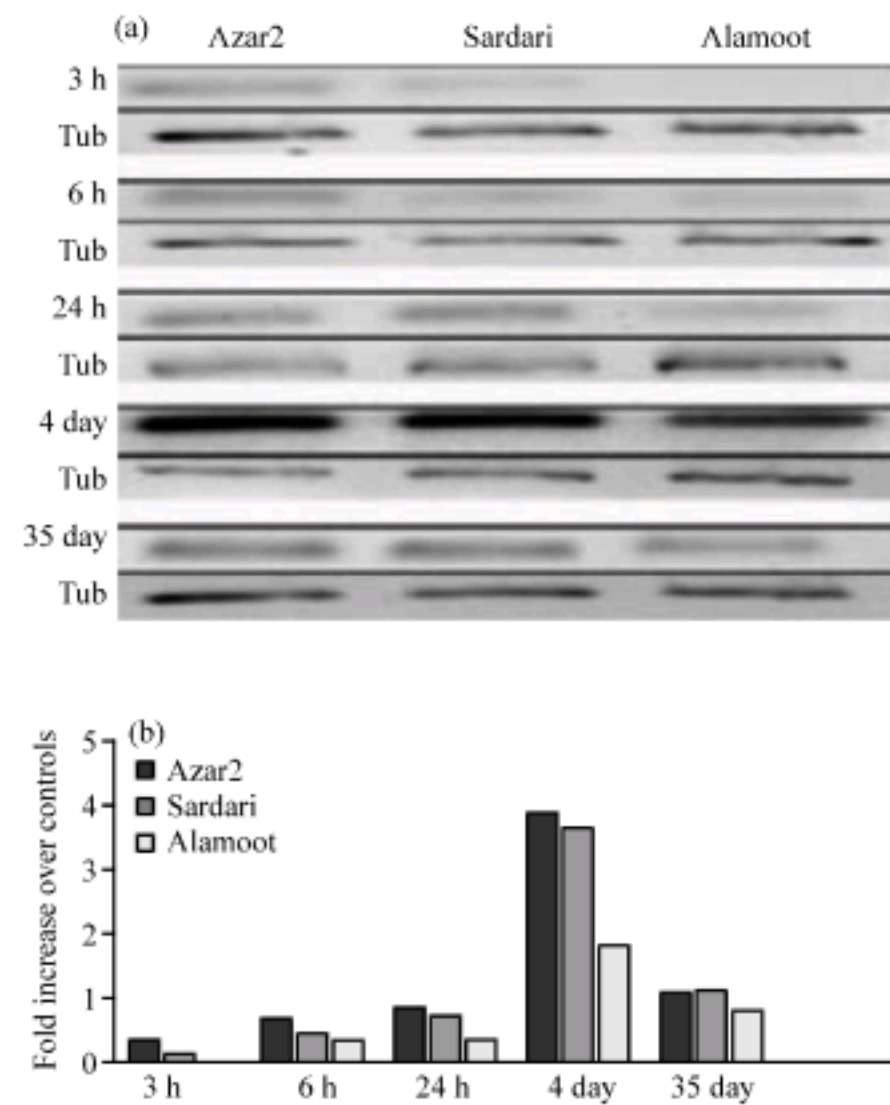 (a) Azar2 Sardari Alamoot
3 h
Tub
6 h
Tub
24 h
Tub
4 day
Tub
35 day
Tub
(b)
Fold increase over controls
5
4
3
2
1
0
Azar2
Sardari
Alamoot
3 h 6 h 24 h 4 day 35 day